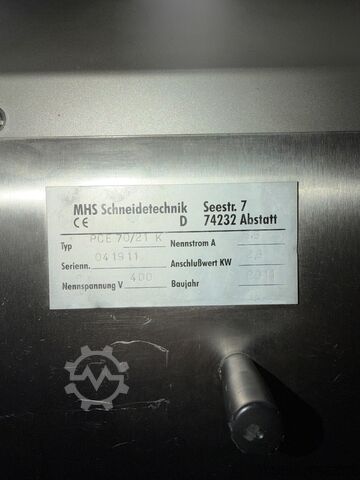 MHS Schneidetechnik Seestr. 7
CE D 74232 Abstatt
Typ PCE 70/21 K Nennstrom A
Serienn. 041911 Anschlußwert KW
Nennspannung V 400 Baujahr